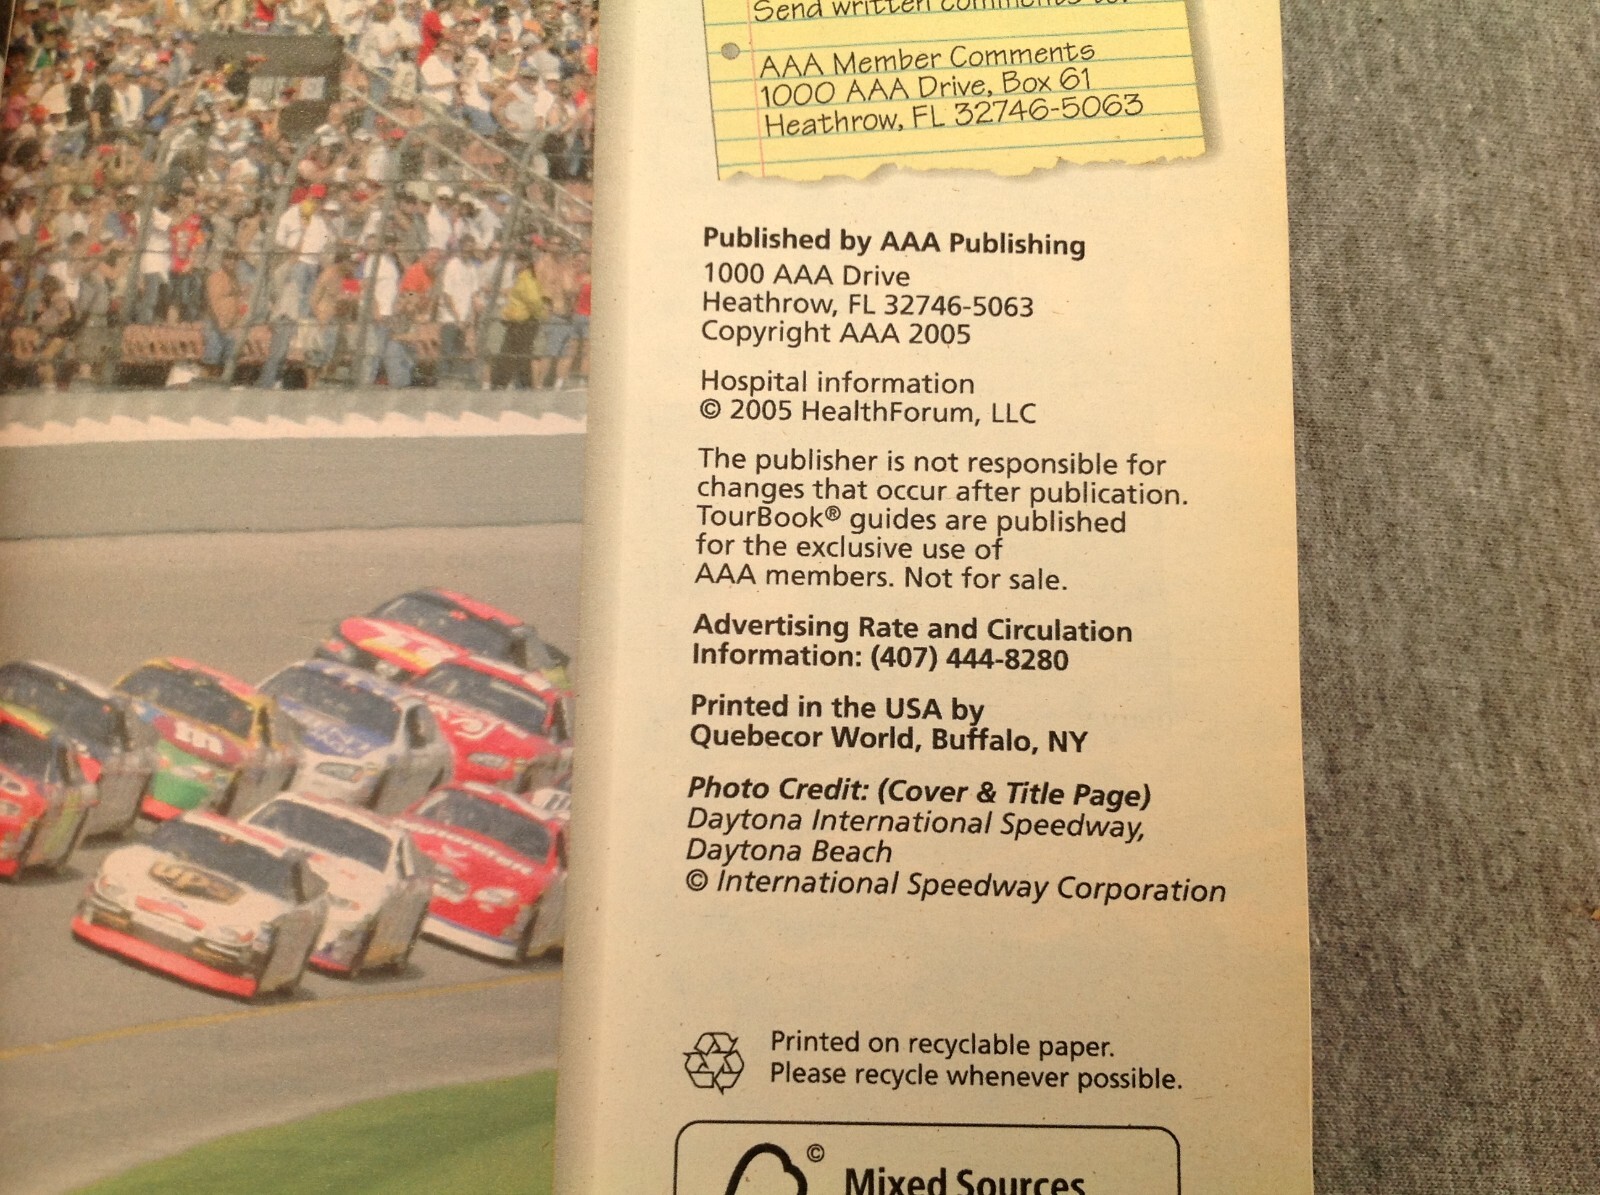 Send written comments to:
AAA Member Comments
1000 AAA Drive, Box 61
Heathrow, FL 32746-5063
Published by AAA Publishing
1000 AAA Drive
Heathrow, FL 32746-5063
Copyright AAA 2005
Hospital information
© 2005 HealthForum, LLC
The publisher is not responsible for
changes that occur after publication.
TourBook® guides are published
for the exclusive use of
AAA members. Not for sale.
Advertising Rate and Circulation
Information: (407) 444-8280
Printed in the USA by
Quebecor World, Buffalo, NY
Photo Credit: (Cover & Title Page)
Daytona International Speedway,
Daytona Beach
© International Speedway Corporation
Printed on recyclable paper.
Please recycle whenever possible.
©
Mixed Sources
m
ups